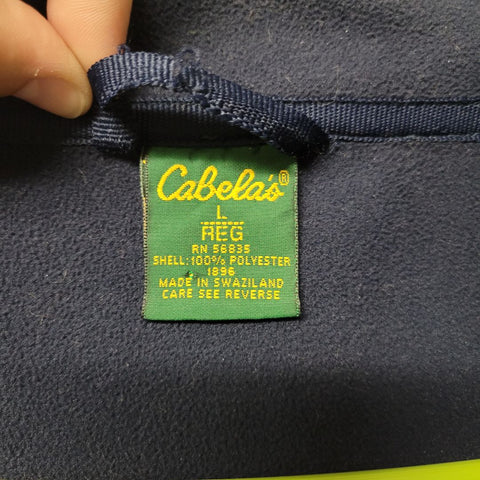 Cabela's®
L
REG
RN 56835
SHELL:100% POLYESTER
1896
MADE IN SWAZILAND
CARE SEE REVERSE